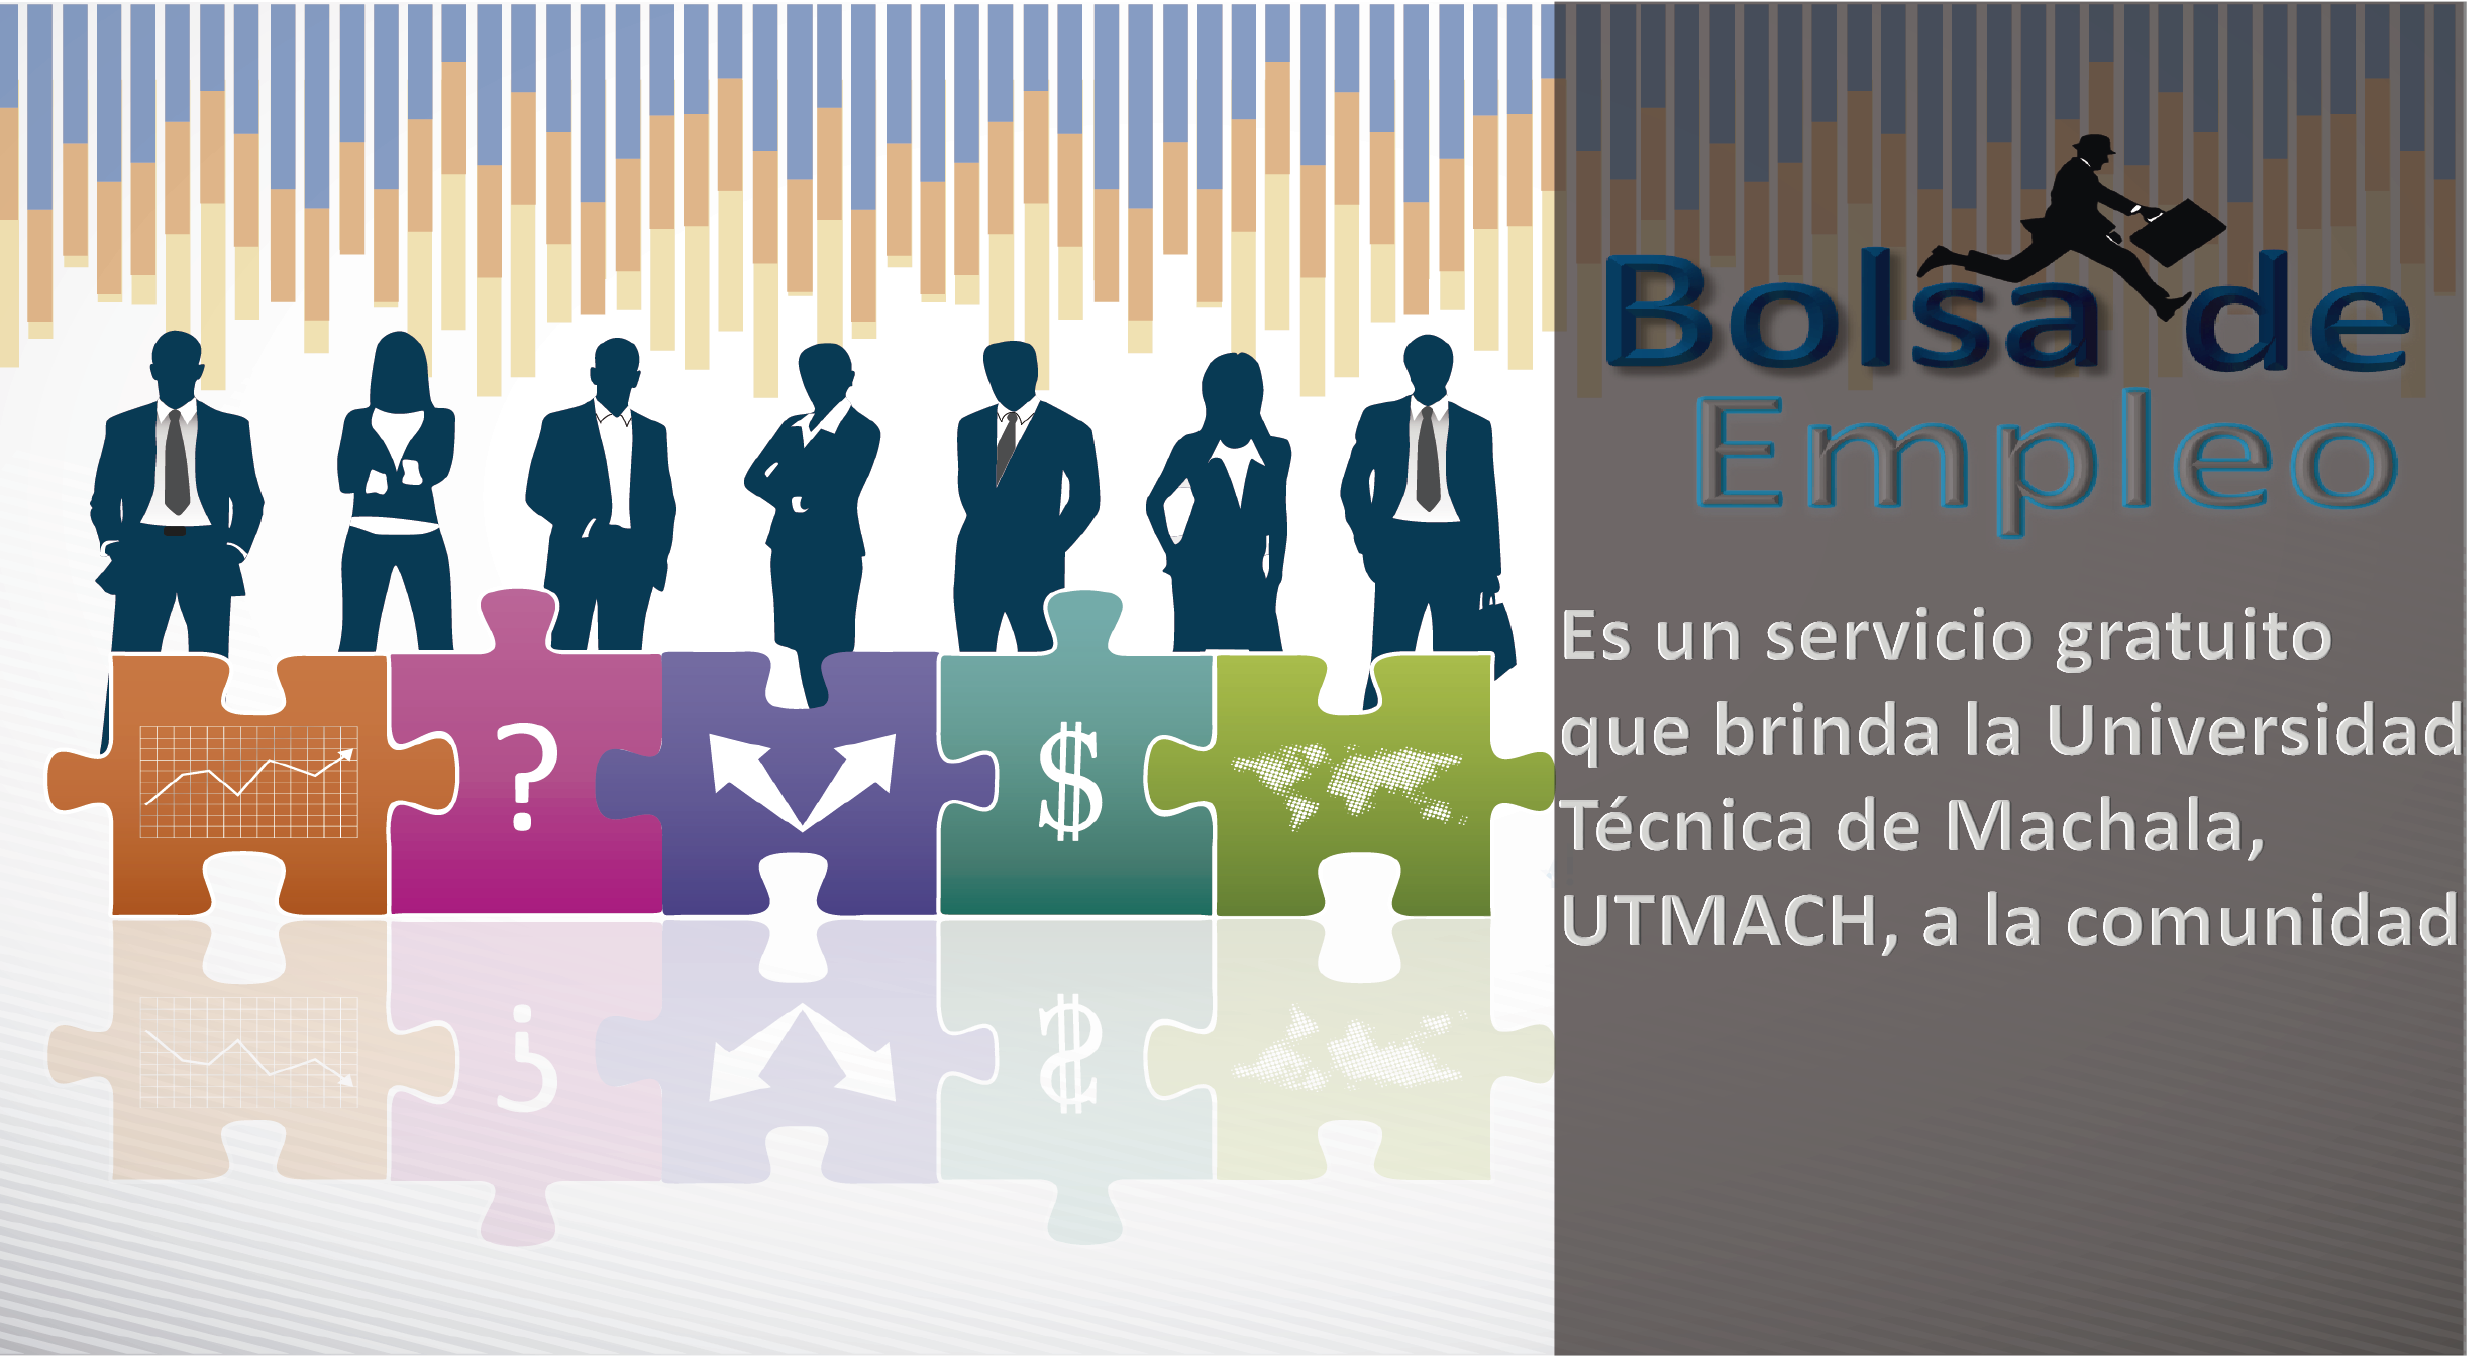 Bolsa de
Empleo
Es un servicio gratuito
que brinda la Universidad
Técnica de Machala,
UTMACH, a la comunidad
? $